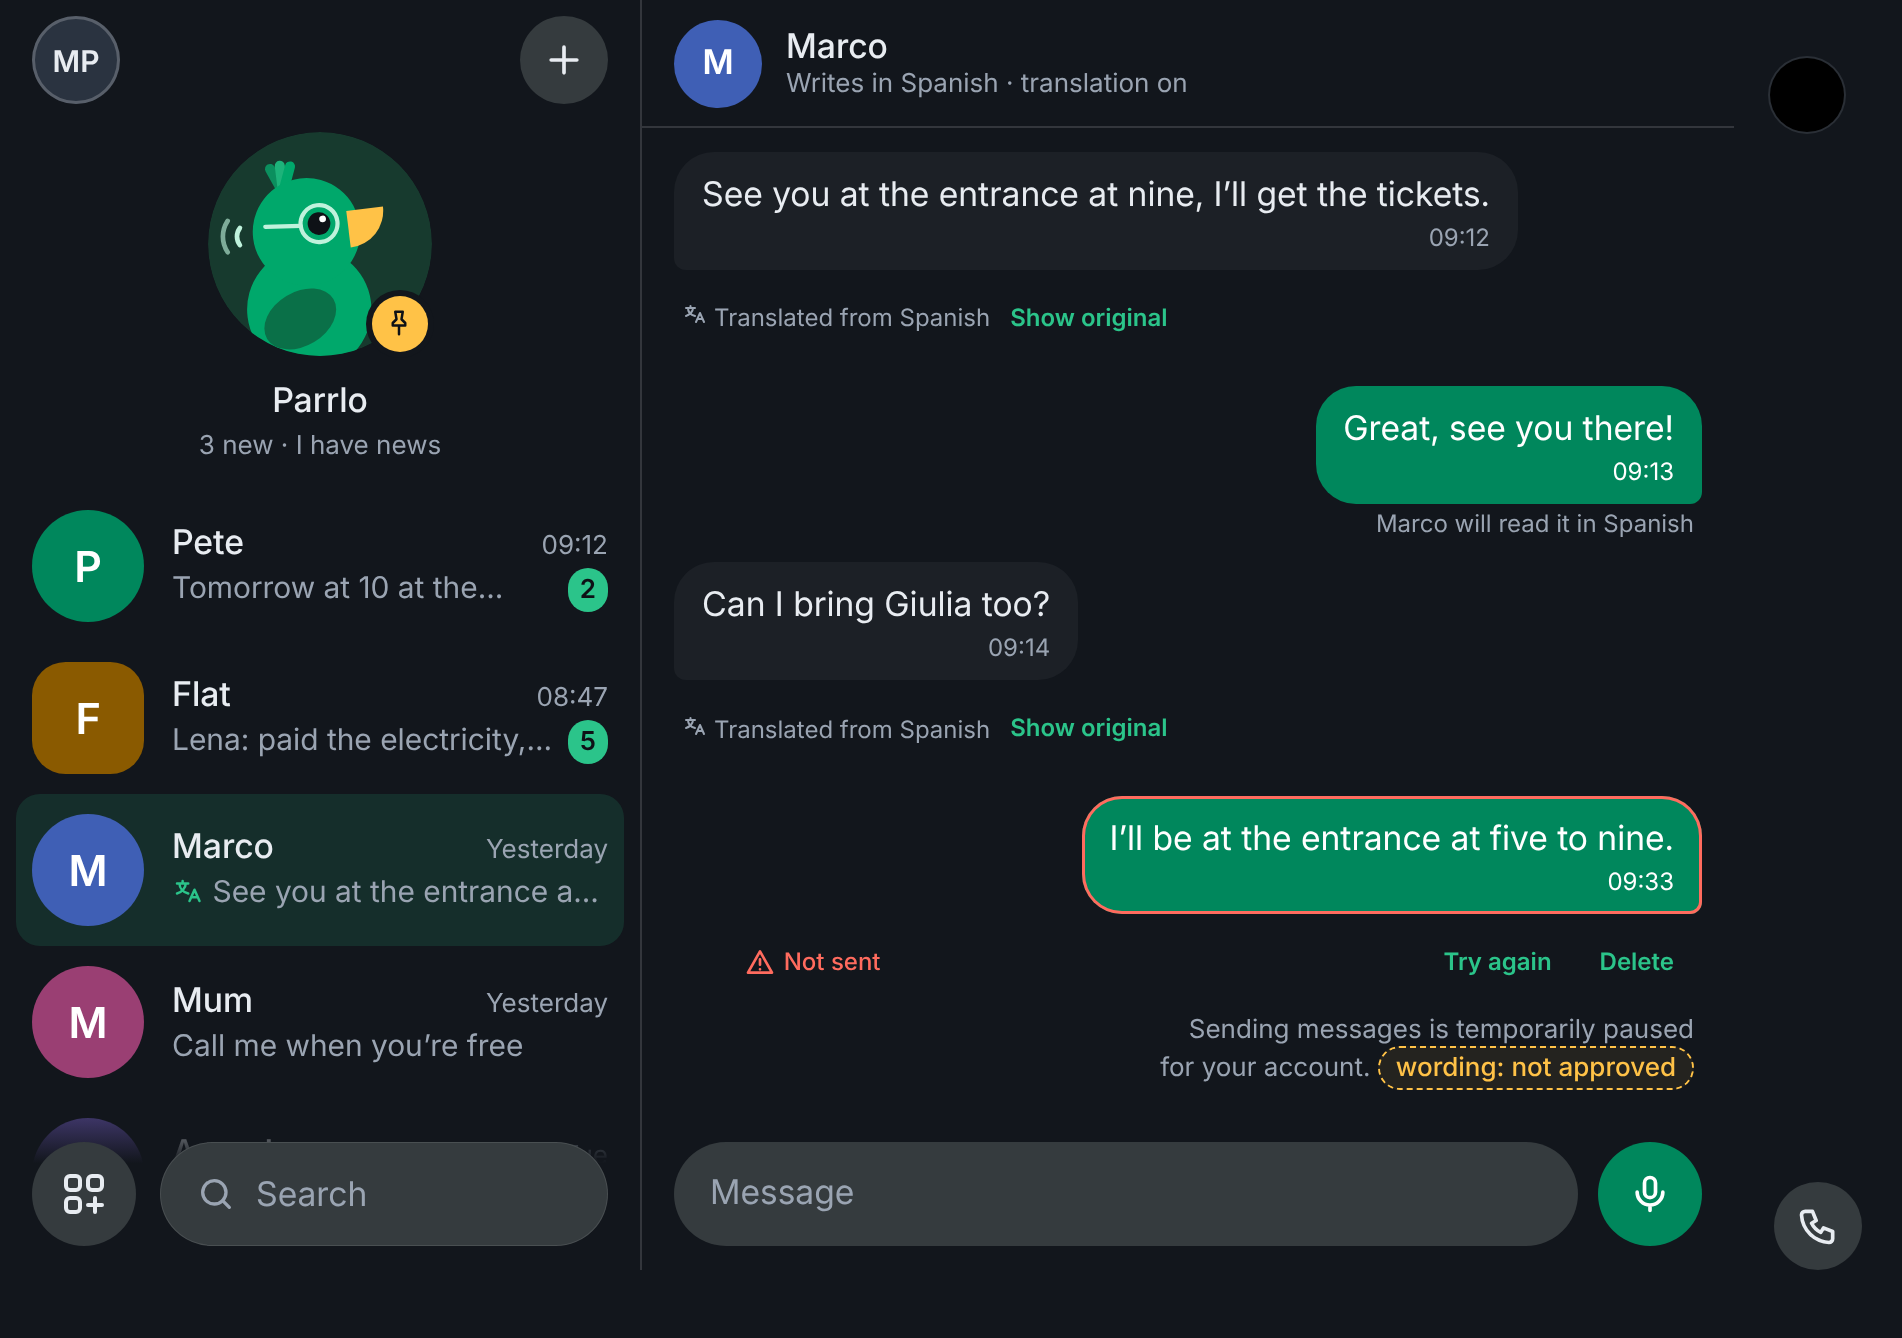 MP
Parrlo
3 new · I have news
P
Pete
09:12
Tomorrow at 10 at the...
2
F
Flat
08:47
Lena: paid the electricity,...
5
M
Marco
Yesterday
See you at the entrance a...
M
Mum
Yesterday
Call me when you’re free
Search
M
Marco
Writes in Spanish · translation on
See you at the entrance at nine, I’ll get the tickets.
09:12
Translated from Spanish Show original
Great, see you there!
09:13
Marco will read it in Spanish
Can I bring Giulia too?
09:14
Translated from Spanish Show original
I’ll be at the entrance at five to nine.
09:33
Not sent
Try again Delete
Sending messages is temporarily paused
for your account. wording: not approved
Message